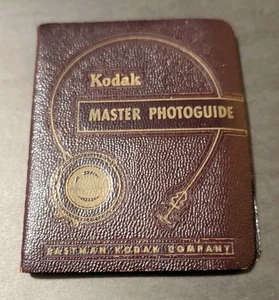 Kodak
MASTER PHOTOGUIDE
EASTMAN KODAK COMPANY